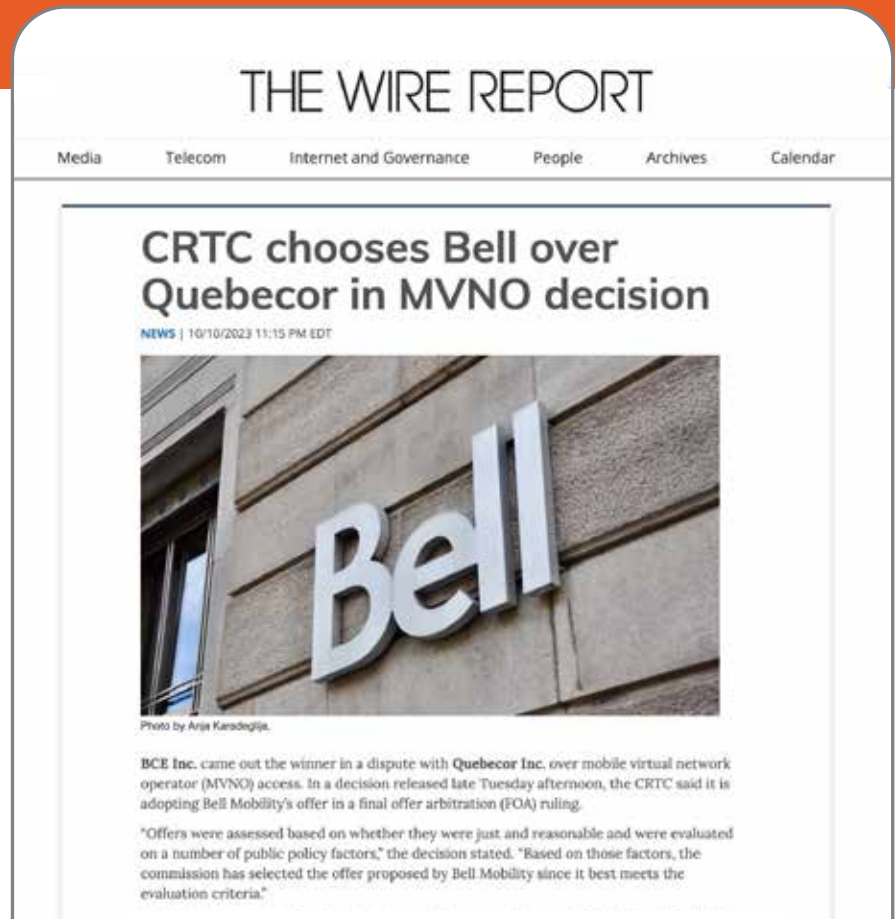 THE WIRE REPORT
Media Telecom Internet and Governance People Archives Calendar
CRTC chooses Bell over
Quebecor in MVNO decision
NEWS | 10/10/2023 11:15 PM EDT
Bell
Photo by Anja Karadeglija.
BCE Inc. came out the winner in a dispute with Quebecor Inc. over mobile virtual network
operator (MVNO) access. In a decision released late Tuesday afternoon, the CRTC said it is
adopting Bell Mobility's offer in a final offer arbitration (FOA) ruling.
"Offers were assessed based on whether they were just and reasonable and were evaluated
on a number of public policy factors," the decision stated. "Based on those factors, the
commission has selected the offer proposed by Bell Mobility since it best meets the
evaluation criteria."